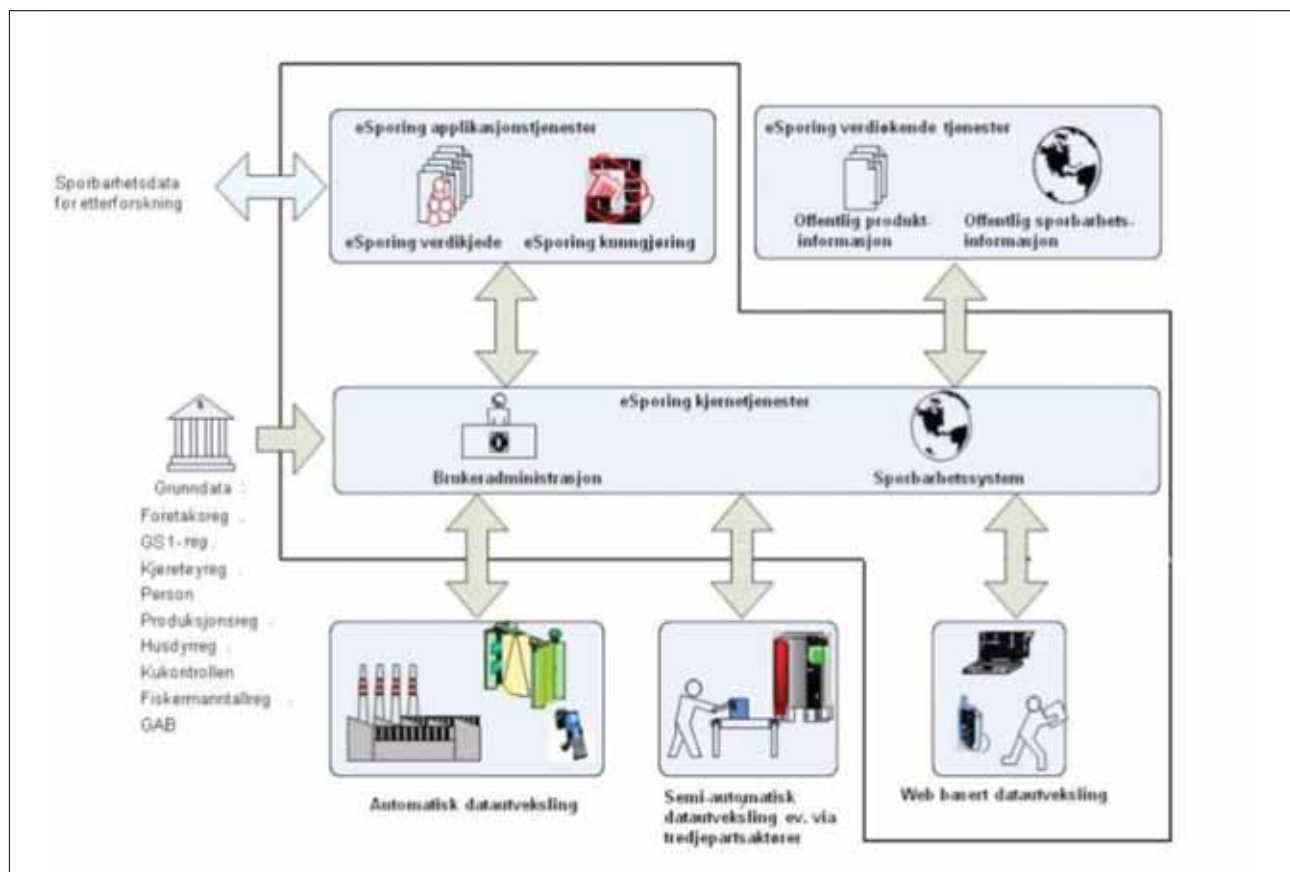 eSporing applikasjonstjenester
eSporing verdikjede
eSporing kunngjøring
eSporing verdiøkende tjenester
Offentlig produkt-
informasjon
Offentlig sporbarhets-
informasjon
Sporbarhetsdata
for etterforskning
eSporing kjernetjenester
Brukeradministrasjon
Sporbarhetssystem
Grunndata :
Foretaksreg .
GS1-reg .
Kjøretøyreg .
Person
Produksjonsreg .
Husdyrreg .
Kukontrollen
Fiskermanntallreg .
GAB
Automatisk datautveksling
Semi-automatisk
datautveksling ev. via
tredjepartsaktører
Web basert datautveksling